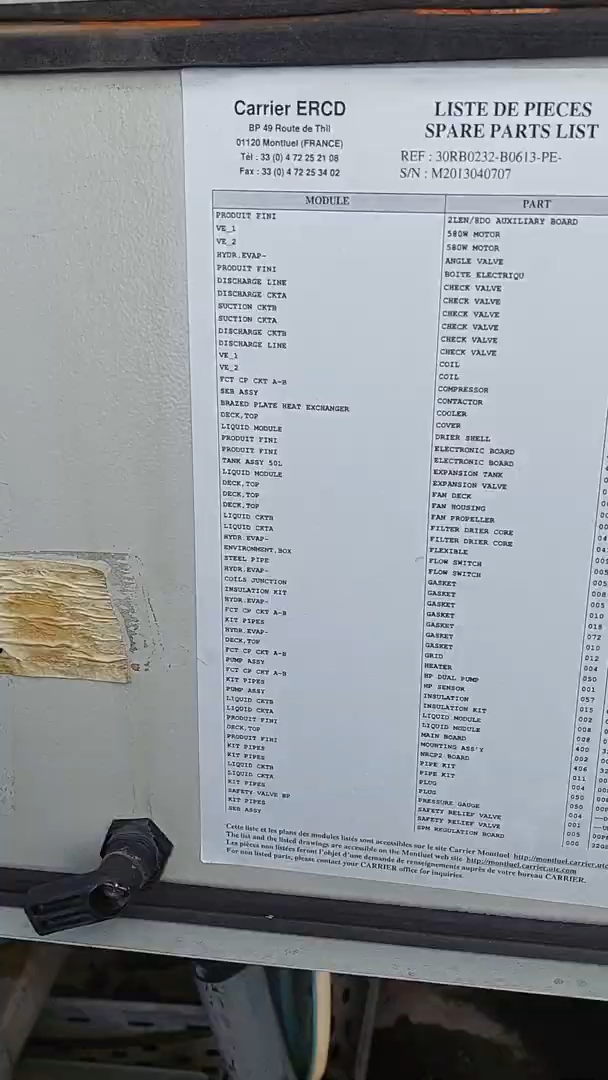 Carrier ERCD
BP 49 Route de Thil
01120 Montluel (FRANCE)
Tél : 33 (0) 4 72 25 21 08
Fax : 33 (0) 4 72 25 34 02
LISTE DE PIECES
SPARE PARTS LIST
REF : 30RB0232-B0613-PE-
S/N : M2013040707
MODULE PART
PRODUIT FINI 2LEN/8DO AUXILIARY BOARD
VE_1 580W MOTOR
VE_2 580W MOTOR
HYDR.EVAP- ANGLE VALVE
PRODUIT FINI BOITE ELECTRIQU
DISCHARGE LINE CHECK VALVE
DISCHARGE CKTA CHECK VALVE
SUCTION CKTB CHECK VALVE
SUCTION CKTA CHECK VALVE
DISCHARGE CKTB CHECK VALVE
DISCHARGE LINE CHECK VALVE
VE_1 COIL
VE_2 COIL
FCT CP CKT A-B COMPRESSOR
SEB ASSY CONTACTOR
BRAZED PLATE HEAT EXCHANGER COOLER
DECK,TOP COVER
LIQUID MODULE DRIER SHELL
PRODUIT FINI ELECTRONIC BOARD
PRODUIT FINI ELECTRONIC BOARD
TANK ASSY 50L EXPANSION TANK
LIQUID MODULE EXPANSION VALVE
DECK,TOP FAN DECK
DECK,TOP FAN HOUSING
DECK,TOP FAN PROPELLER
LIQUID CKTB FILTER DRIER CORE
LIQUID CKTA FILTER DRIER CORE
HYDR.EVAP- FLEXIBLE
ENVIRONMENT.BOX FLOW SWITCH
STEEL PIPE FLOW SWITCH
HYDR.EVAP- GASKET
COILS JUNCTION GASKET
INSULATION KIT GASKET
HYDR.EVAP- GASKET
FCT CP CKT A-B GASKET
KIT PIPES GASKET
HYDR.EVAP- GASKET
DECK,TOP GRID
FCT CP CKT A-B HEATER
PUMP ASSY HP DUAL PUMP
FCT CP CKT A-B HP SENSOR
KIT PIPES INSULATION
PUMP ASSY INSULATION KIT
LIQUID CKTB LIQUID MODULE
LIQUID CKTA LIQUID MODULE
PRODUIT FINI MAIN BOARD
DECK,TOP MOUNTING ASS'Y
PRODUIT FINI NRCP2 BOARD
KIT PIPES PIPE KIT
KIT PIPES PIPE KIT
LIQUID CKTB PLUG
LIQUID CKTA PLUG
KIT PIPES PRESSURE GAUGE
SAFETY VALVE BP SAFETY RELIEF VALVE
KIT PIPES SAFETY RELIEF VALVE
SEB ASSY SPM REGULATION BOARD
Cette liste et les plans des modules listés sont accessibles sur le site Carrier Montluel http://montluel.carrier.utc
The list and the listed drawings are accessible on the Montluel web site http://montluel.carrier.utc.com
Les pièces non listées feront l'objet d'une demande de renseignements auprès de votre bureau CARRIER.
For non listed parts, please contact your CARRIER office for inquiries.